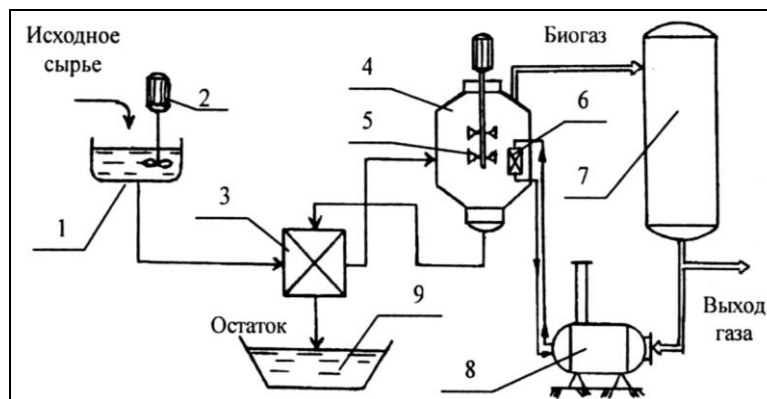 Исходное
сырье
2
1
3
4
5
Биогаз
6
7
Остаток
9
8
Выход
газа